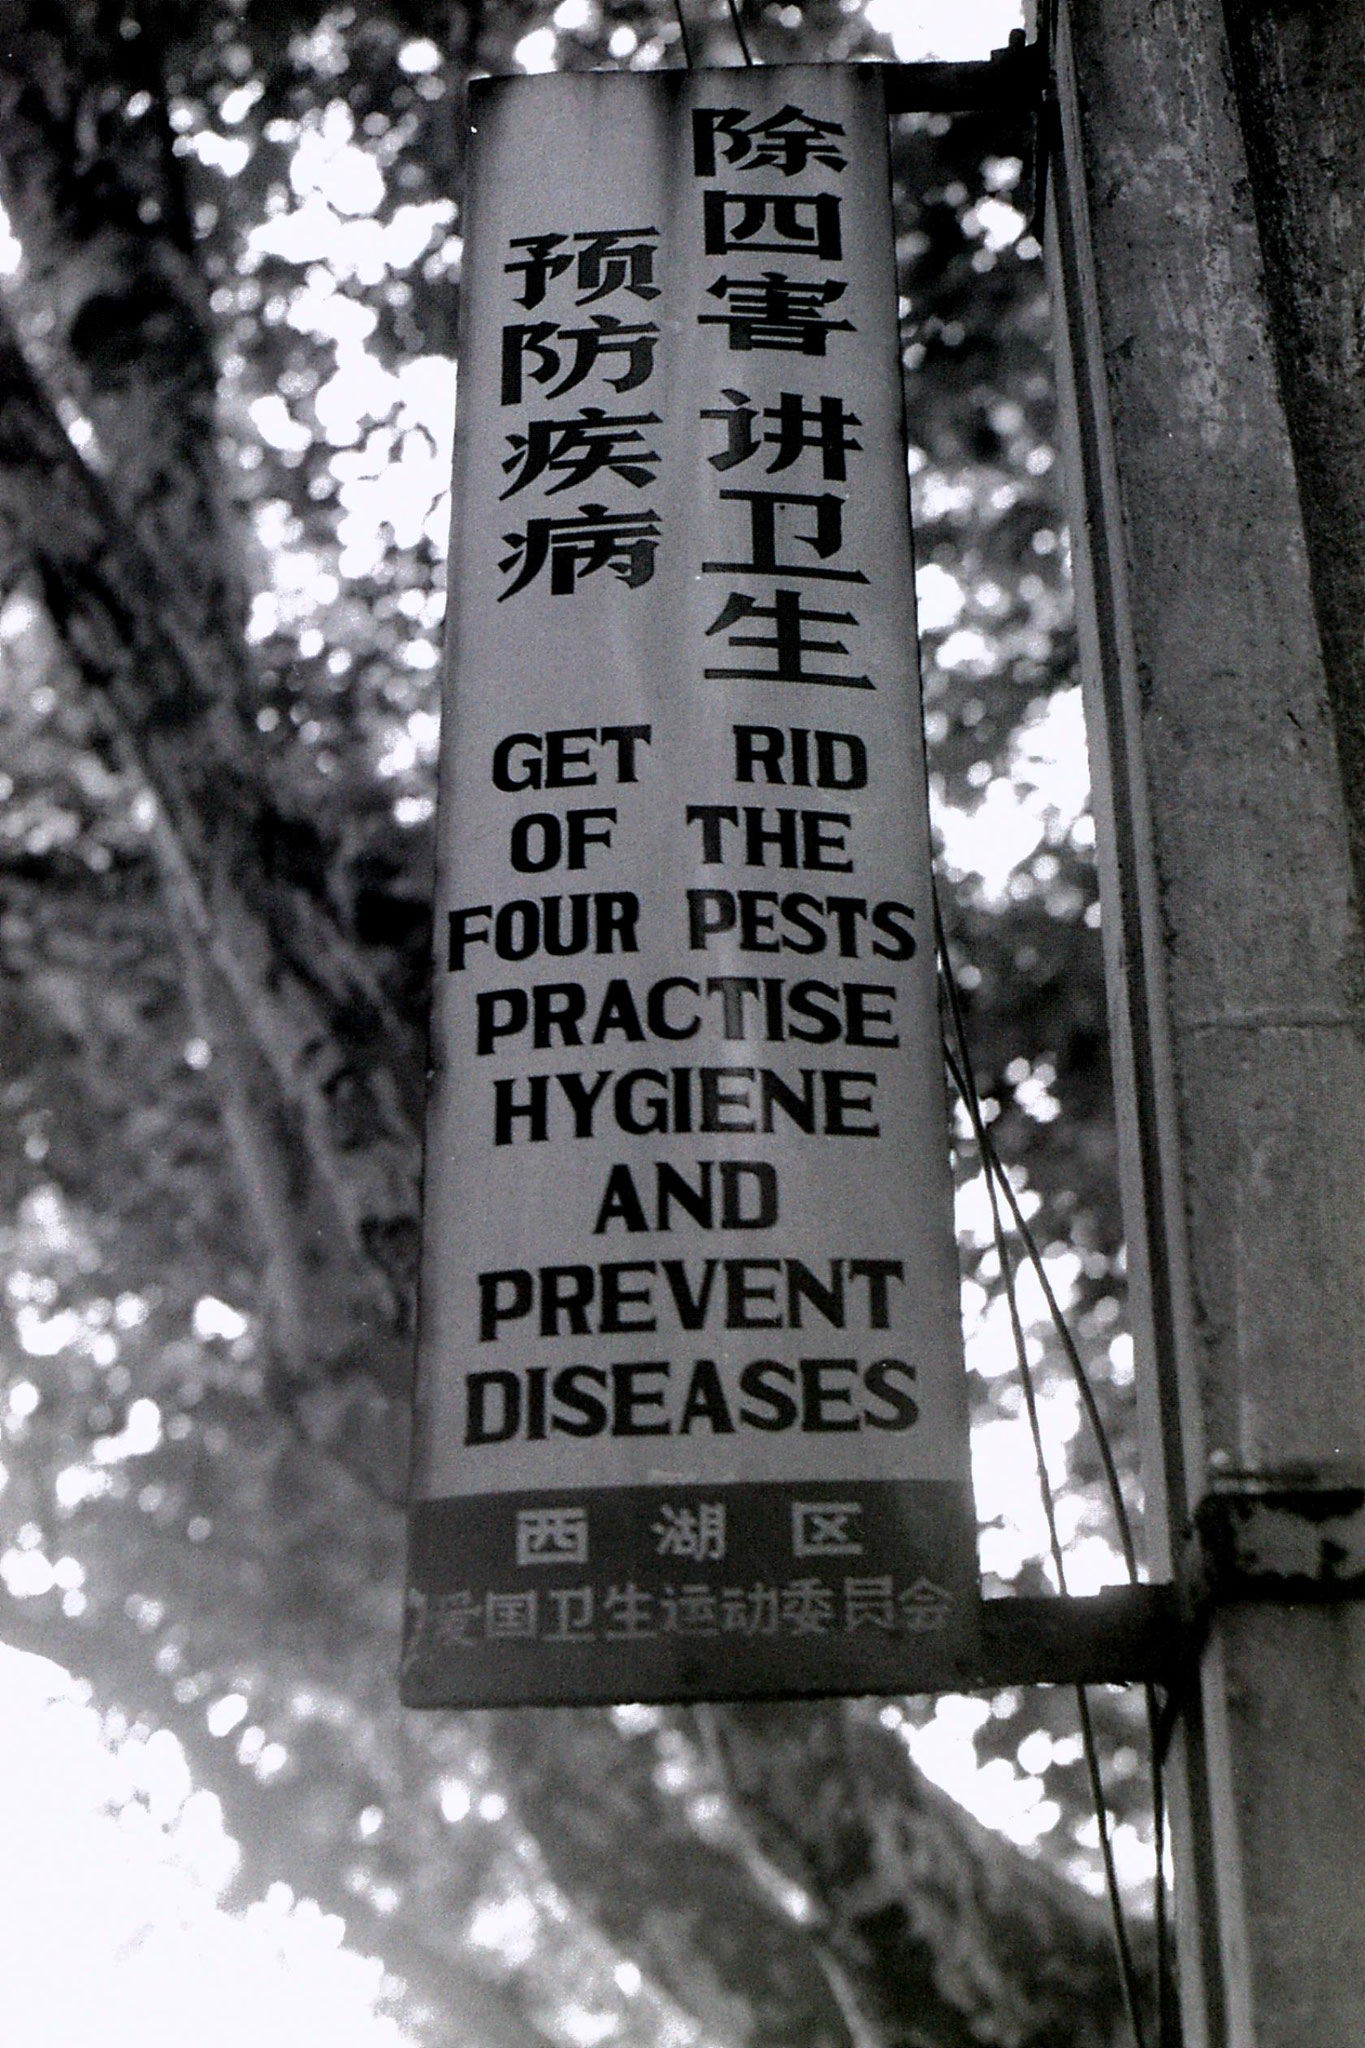 除四害 讲卫生
预防疾病
GET RID
OF THE
FOUR PESTS
PRACTISE
HYGIENE
AND
PREVENT
DISEASES
西湖区
爱国卫生运动委员会